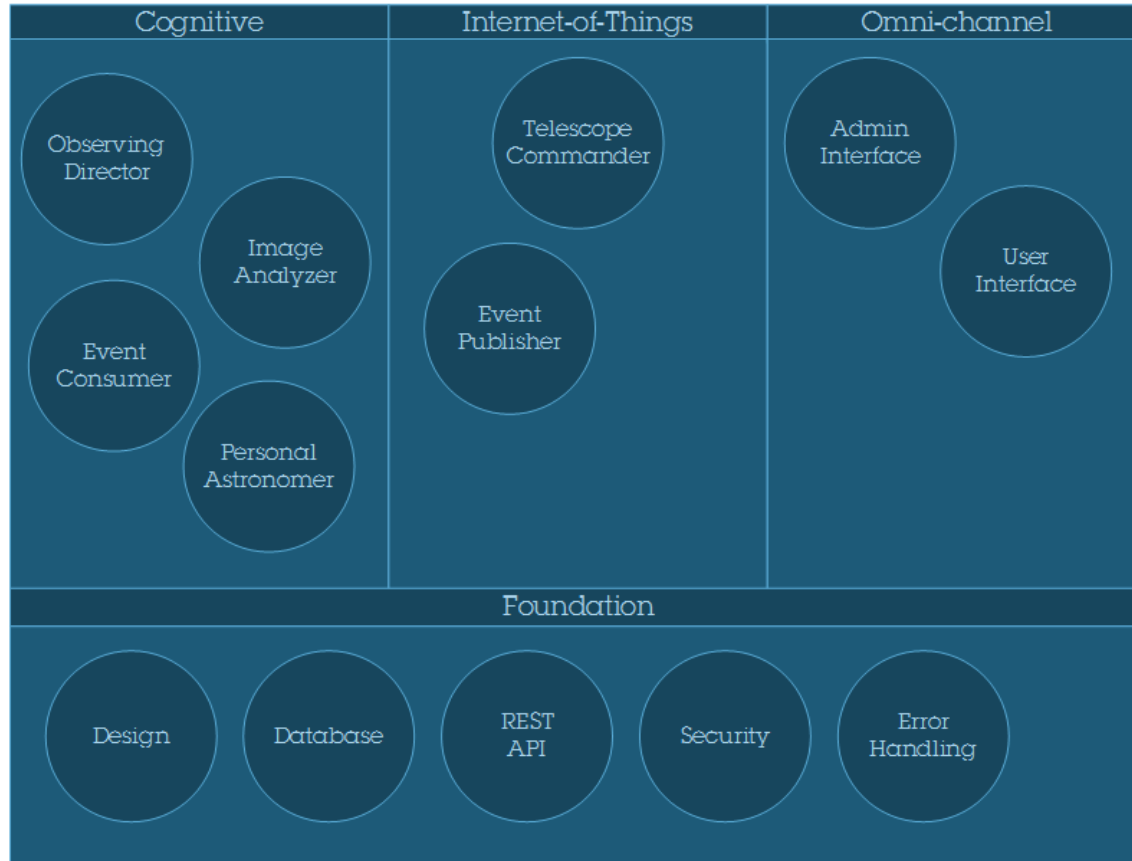 Cognitive
Internet-of-Things
Omni-channel
Observing
Director
Image
Analyzer
Event
Consumer
Personal
Astronomer
Telescope
Commander
Event
Publisher
Admin
Interface
User
Interface
Foundation
Design
Database
REST
API
Security
Error
Handling